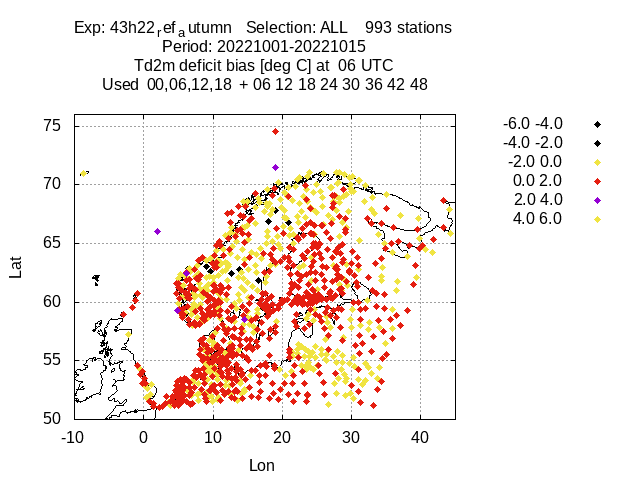 Exp: 43h22refautumn Selection: ALL 993 stations
Period: 20221001-20221015
Td2m deficit bias [deg C] at 06 UTC
Used 00,06,12,18 + 06 12 18 24 30 36 42 48
-6.0 -4.0
-4.0 -2.0
-2.0 0.0
0.0 2.0
2.0 4.0
4.0 6.0
75
70
65
60
55
50
Lat
-10 0 10 20 30 40
Lon